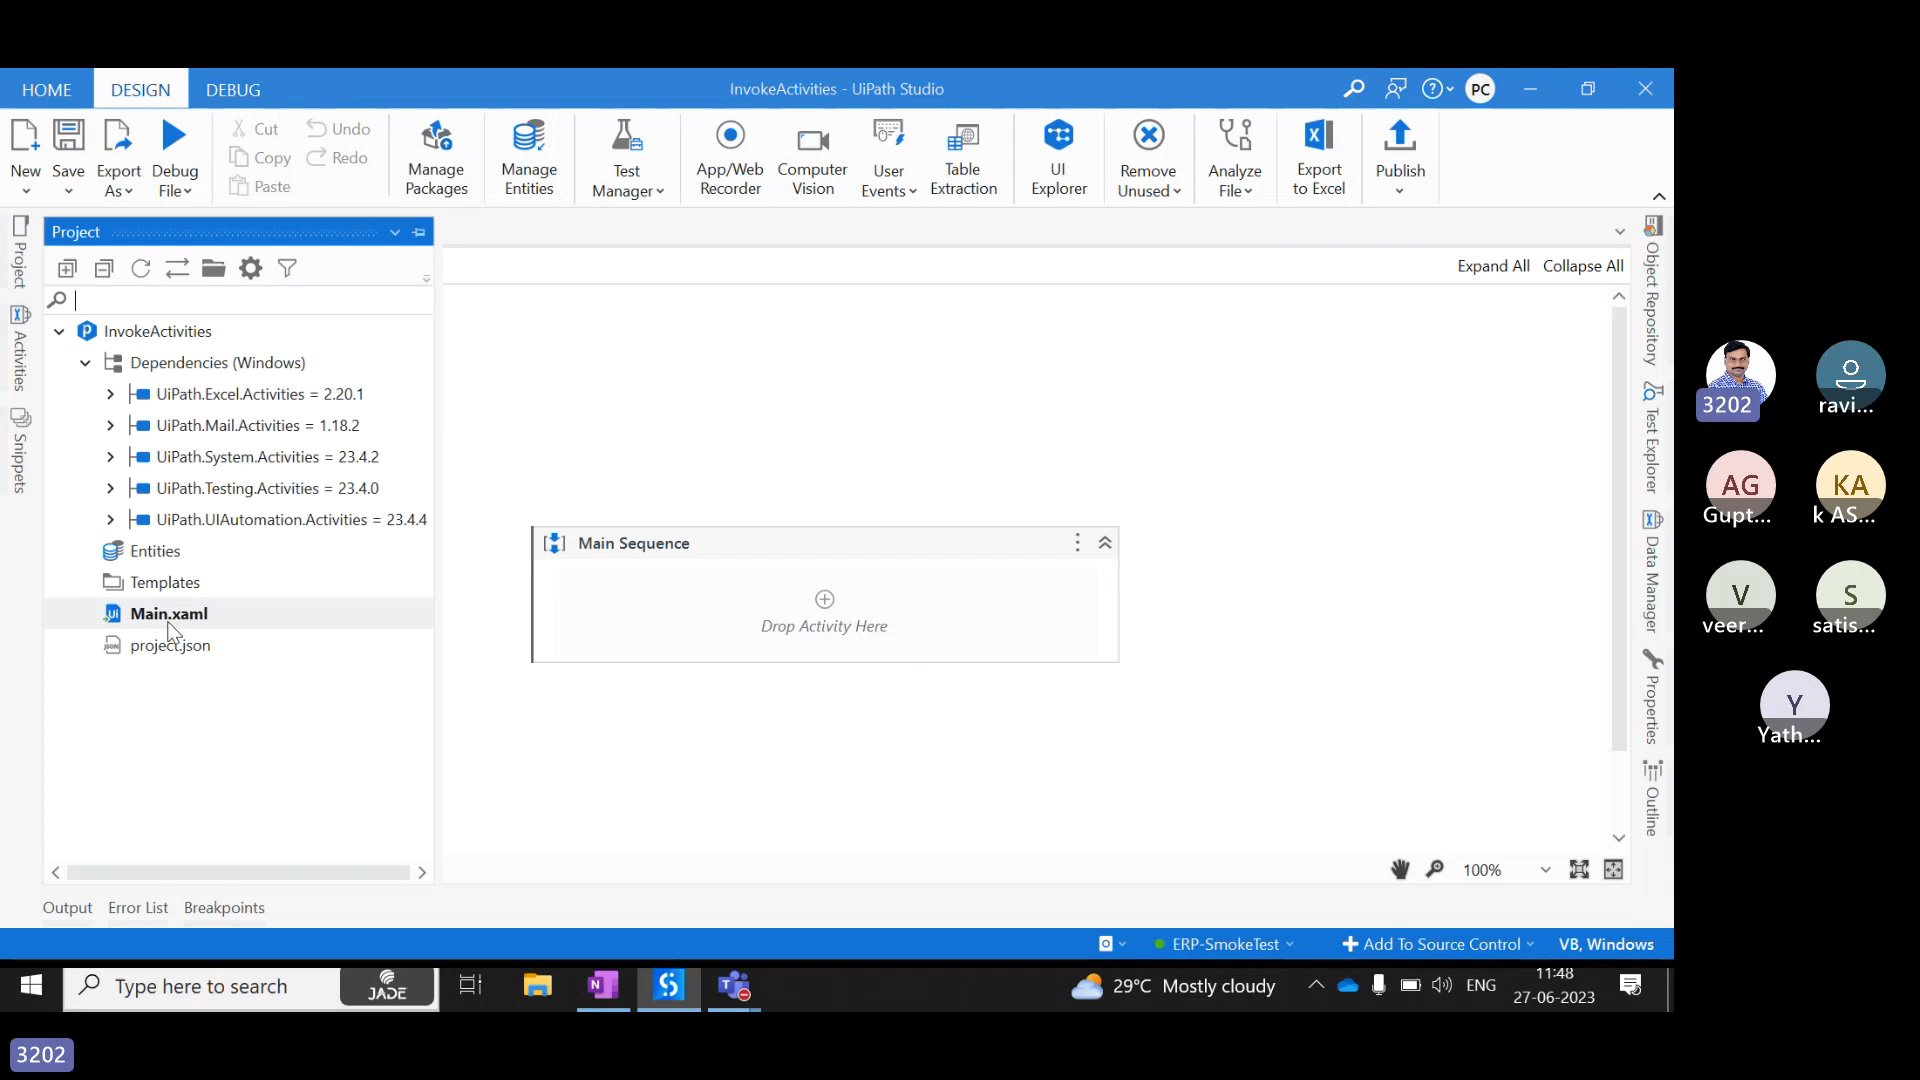 HOME DESIGN DEBUG InvokeActivities - UiPath Studio PC
New Save Export As Debug File
Cut Undo
Copy Redo
Paste
Manage Packages
Manage Entities
Test Manager
App/Web Recorder
Computer Vision
User Events
Table Extraction
UI Explorer
Remove Unused
Analyze File
Export to Excel
Publish
Project
Activities
Snippets
Project
Expand All Collapse All
InvokeActivities
Dependencies (Windows)
UiPath.Excel.Activities = 2.20.1
UiPath.Mail.Activities = 1.18.2
UiPath.System.Activities = 23.4.2
UiPath.Testing.Activities = 23.4.0
UiPath.UIAutomation.Activities = 23.4.4
Entities
Templates
Main.xaml
project.json
JSON
Main Sequence
Drop Activity Here
Object Repository
Test Explorer
Data Manager
Properties
Outline
100%
Output Error List Breakpoints
ERP-SmokeTest Add To Source Control VB, Windows
Type here to search JADE 29°C Mostly cloudy ENG 11:48
27-06-2023
3202 ravi...
AG KA
Gupt... k AS...
V S
veer... satis...
Y
Yath...
3202